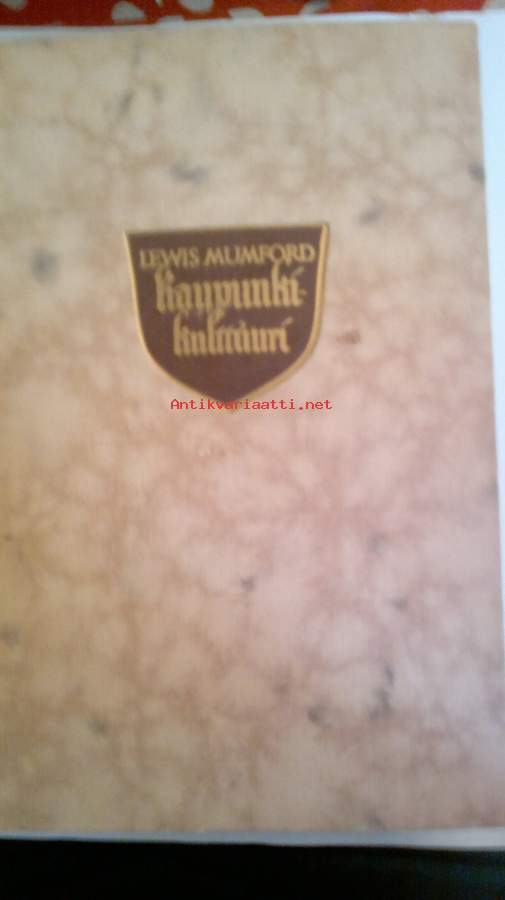 LEWIS MUMFORD
Kaupunki-
kulttuuri
Antikvariaatti.net